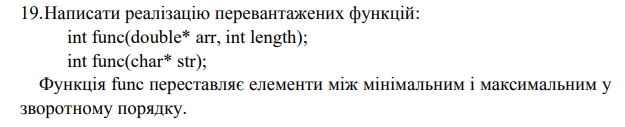 19.Написати реалізацію перевантажених функцій:
int func(double* arr, int length);
int func(char* str);
Функція func переставляє елементи між мінімальним і максимальним у
зворотному порядку.